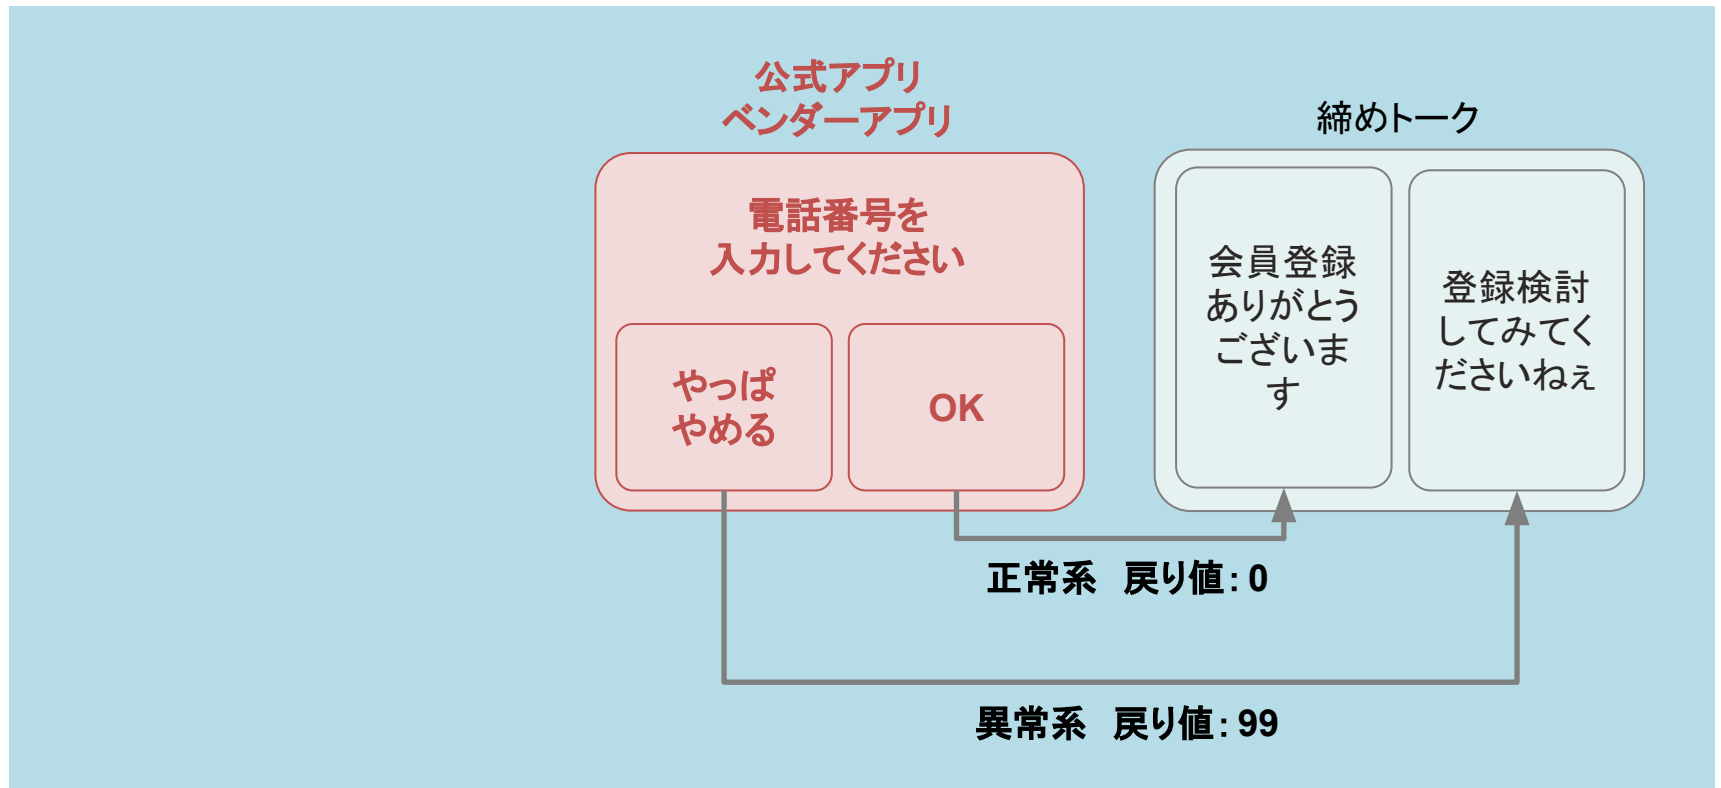 公式アプリ
ベンダーアプリ
締めトーク
電話番号を
入力してください
やっぱ
やめる
OK
会員登録
ありがとう
ございま
す
登録検討
してみてく
ださいねぇ
正常系　戻り値：0
異常系　戻り値：99